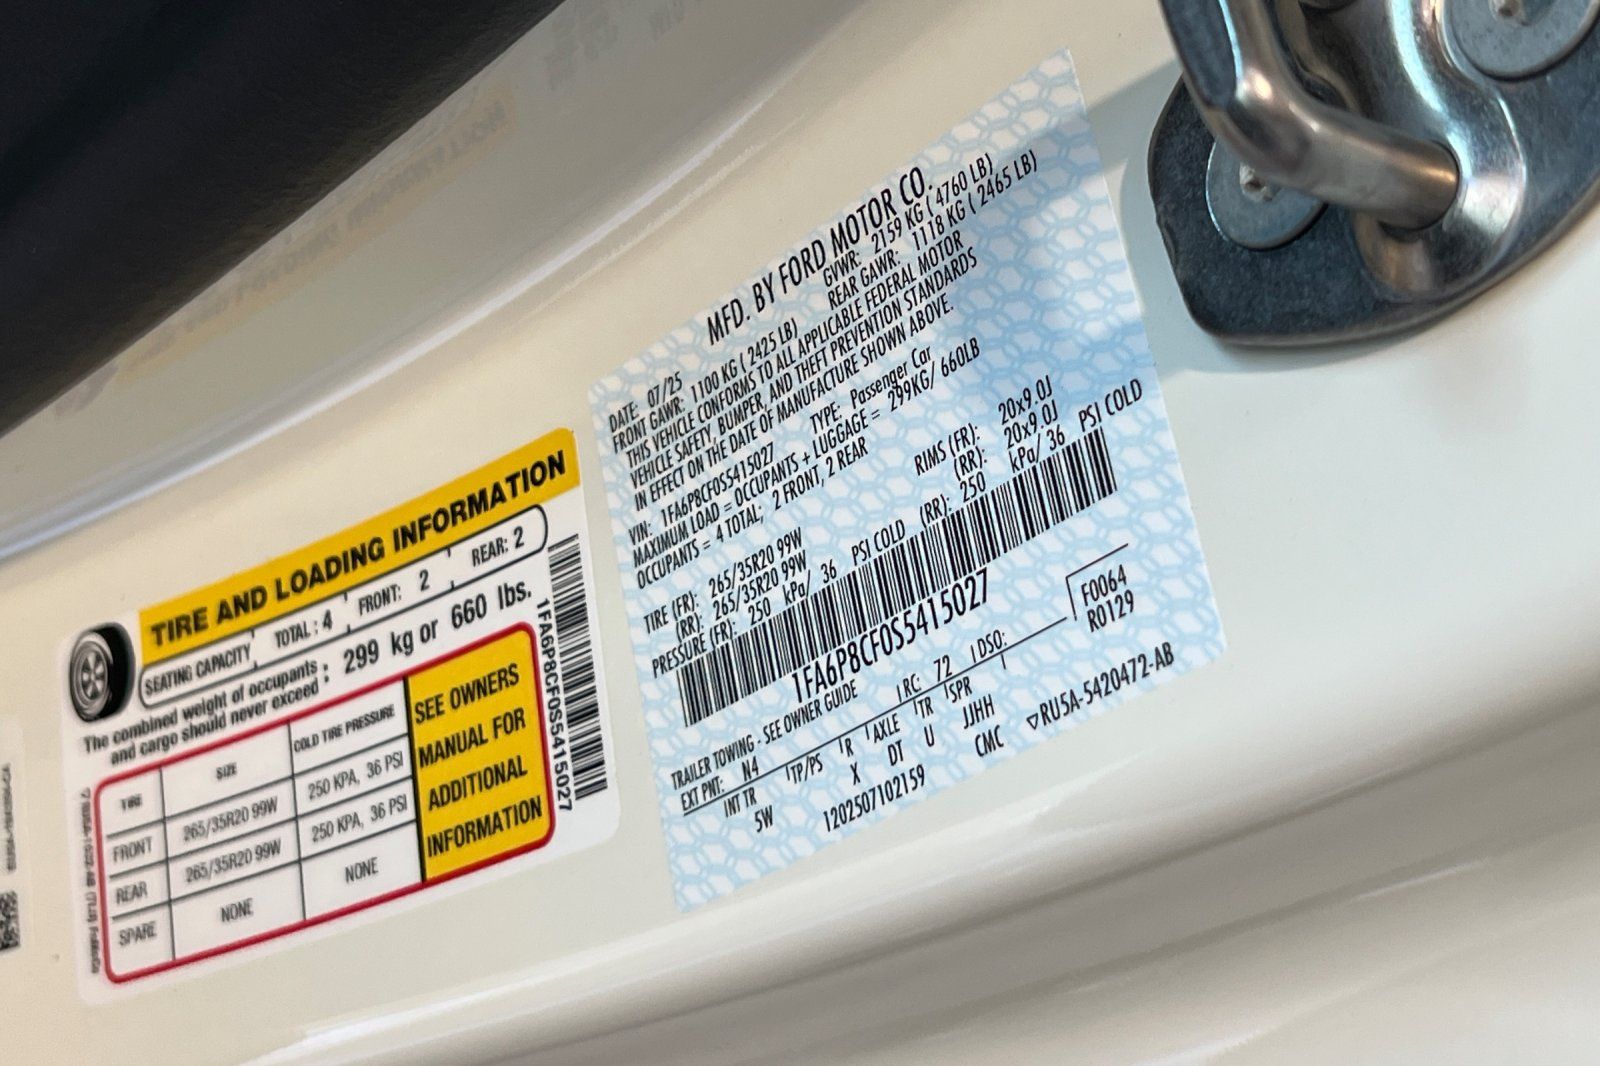 TIRE AND LOADING INFORMATION
SEATING CAPACITY TOTAL : 4 FRONT: 2 REAR: 2
The combined weight of occupants and cargo should never exceed : 299 kg or 660 lbs.
TIRE SIZE COLD TIRE PRESSURE
FRONT 265/35R20 99W 250 KPA, 36 PSI
REAR 265/35R20 99W 250 KPA, 36 PSI
SPARE NONE NONE
SEE OWNERS
MANUAL FOR
ADDITIONAL
INFORMATION
1FA6P8CF0S5415027
MFD. BY FORD MOTOR CO.
DATE: 07/25 GVWR: 2159 KG ( 4760 LB)
FRONT GAWR: 1100 KG ( 2425 LB) REAR GAWR: 1118 KG ( 2465 LB)
THIS VEHICLE CONFORMS TO ALL APPLICABLE FEDERAL MOTOR
VEHICLE SAFETY, BUMPER, AND THEFT PREVENTION STANDARDS
IN EFFECT ON THE DATE OF MANUFACTURE SHOWN ABOVE.
VIN: 1FA6P8CF0S5415027 TYPE: Passenger Car
MAXIMUM LOAD = OCCUPANTS + LUGGAGE = 299KG/ 660LB
OCCUPANTS = 4 TOTAL; 2 FRONT, 2 REAR
TIRE (FR): 265/35R20 99W RIMS (FR): 20x9.0J
(RR): 265/35R20 99W (RR): 20x9.0J
PRESSURE (FR): 250 kPa/ 36 PSI COLD (RR): 250 kPa/ 36 PSI COLD
1FA6P8CF0S5415027
TRAILER TOWING - SEE OWNER GUIDE
F0064
R0129
EXT PNT: N4 RC: 72 DSO:
INT TR TP/PS R AXLE TR SPR
5W X DT U JJHH
1202507102159 CMC ▽RU5A-5420472-AB